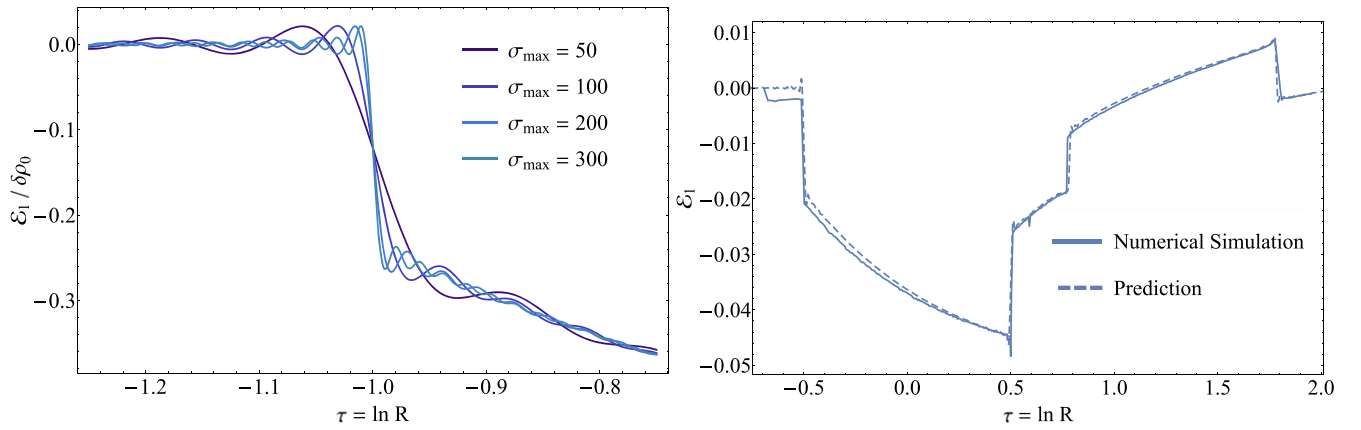 0.0
−0.1
−0.2
−0.3
ℰ₁ / δρ₀
σmax = 50
σmax = 100
σmax = 200
σmax = 300
−1.2
−1.1
−1.0
−0.9
−0.8
τ = ln R
0.01
0.00
−0.01
−0.02
−0.03
−0.04
−0.05
ℰ₁
Numerical Simulation
Prediction
−0.5
0.0
0.5
1.0
1.5
2.0
τ = ln R